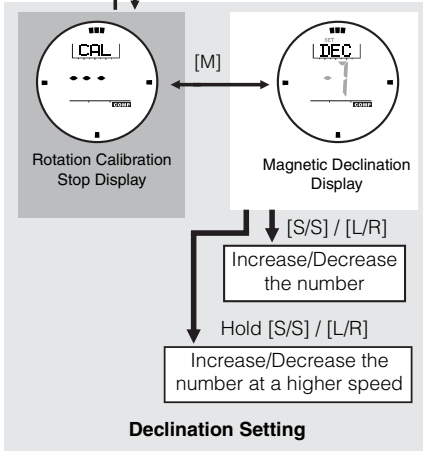 CAL
---
COMP
[M]
SET
DEC
-7
COMP
Rotation Calibration
Stop Display
Magnetic Declination
Display
[S/S] / [L/R]
Increase/Decrease
the number
Hold [S/S] / [L/R]
Increase/Decrease the
number at a higher speed
Declination Setting